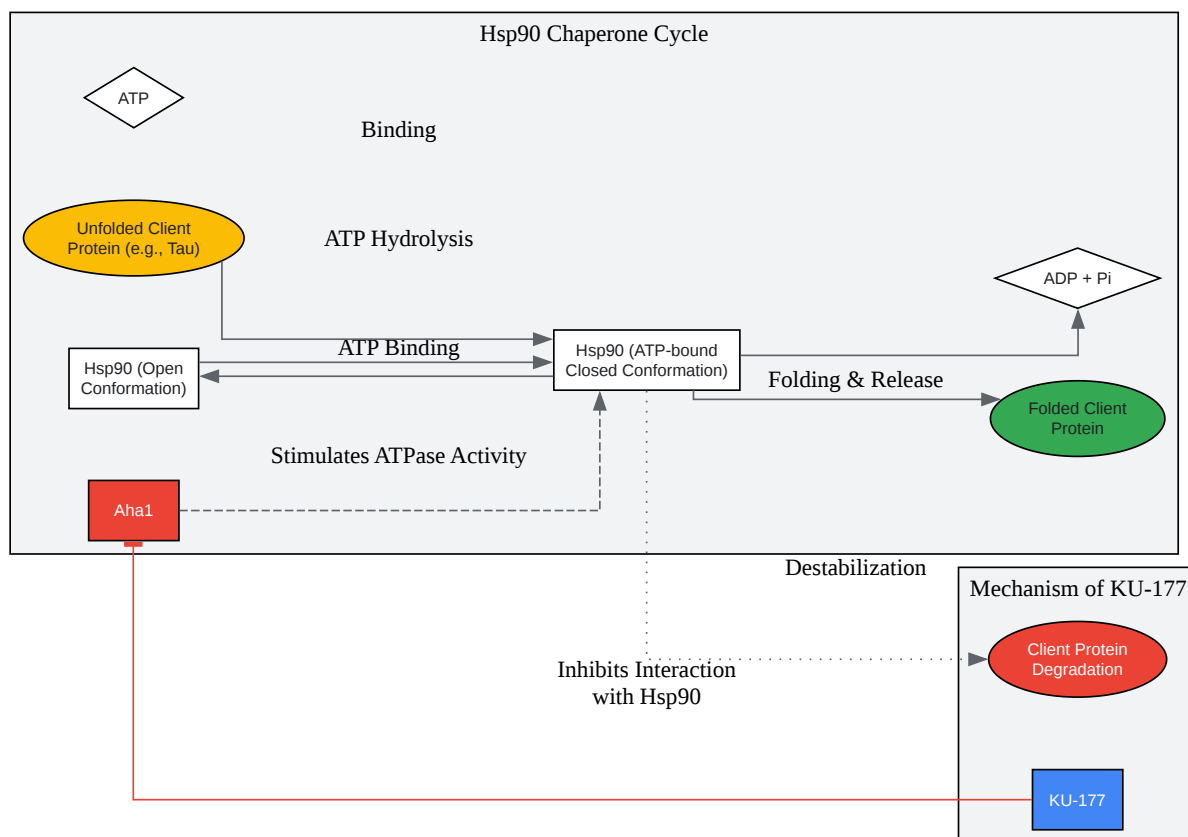 Hsp90 Chaperone Cycle
ATP
Binding
Unfolded Client
Protein (e.g., Tau)
ATP Hydrolysis
ADP + Pi
ATP Binding
Hsp90 (Open
Conformation)
Hsp90 (ATP-bound
Closed Conformation)
Folding & Release
Folded Client
Protein
Stimulates ATPase Activity
Aha1
Destabilization
Mechanism of KU-177
Client Protein
Degradation
Inhibits Interaction
with Hsp90
KU-177